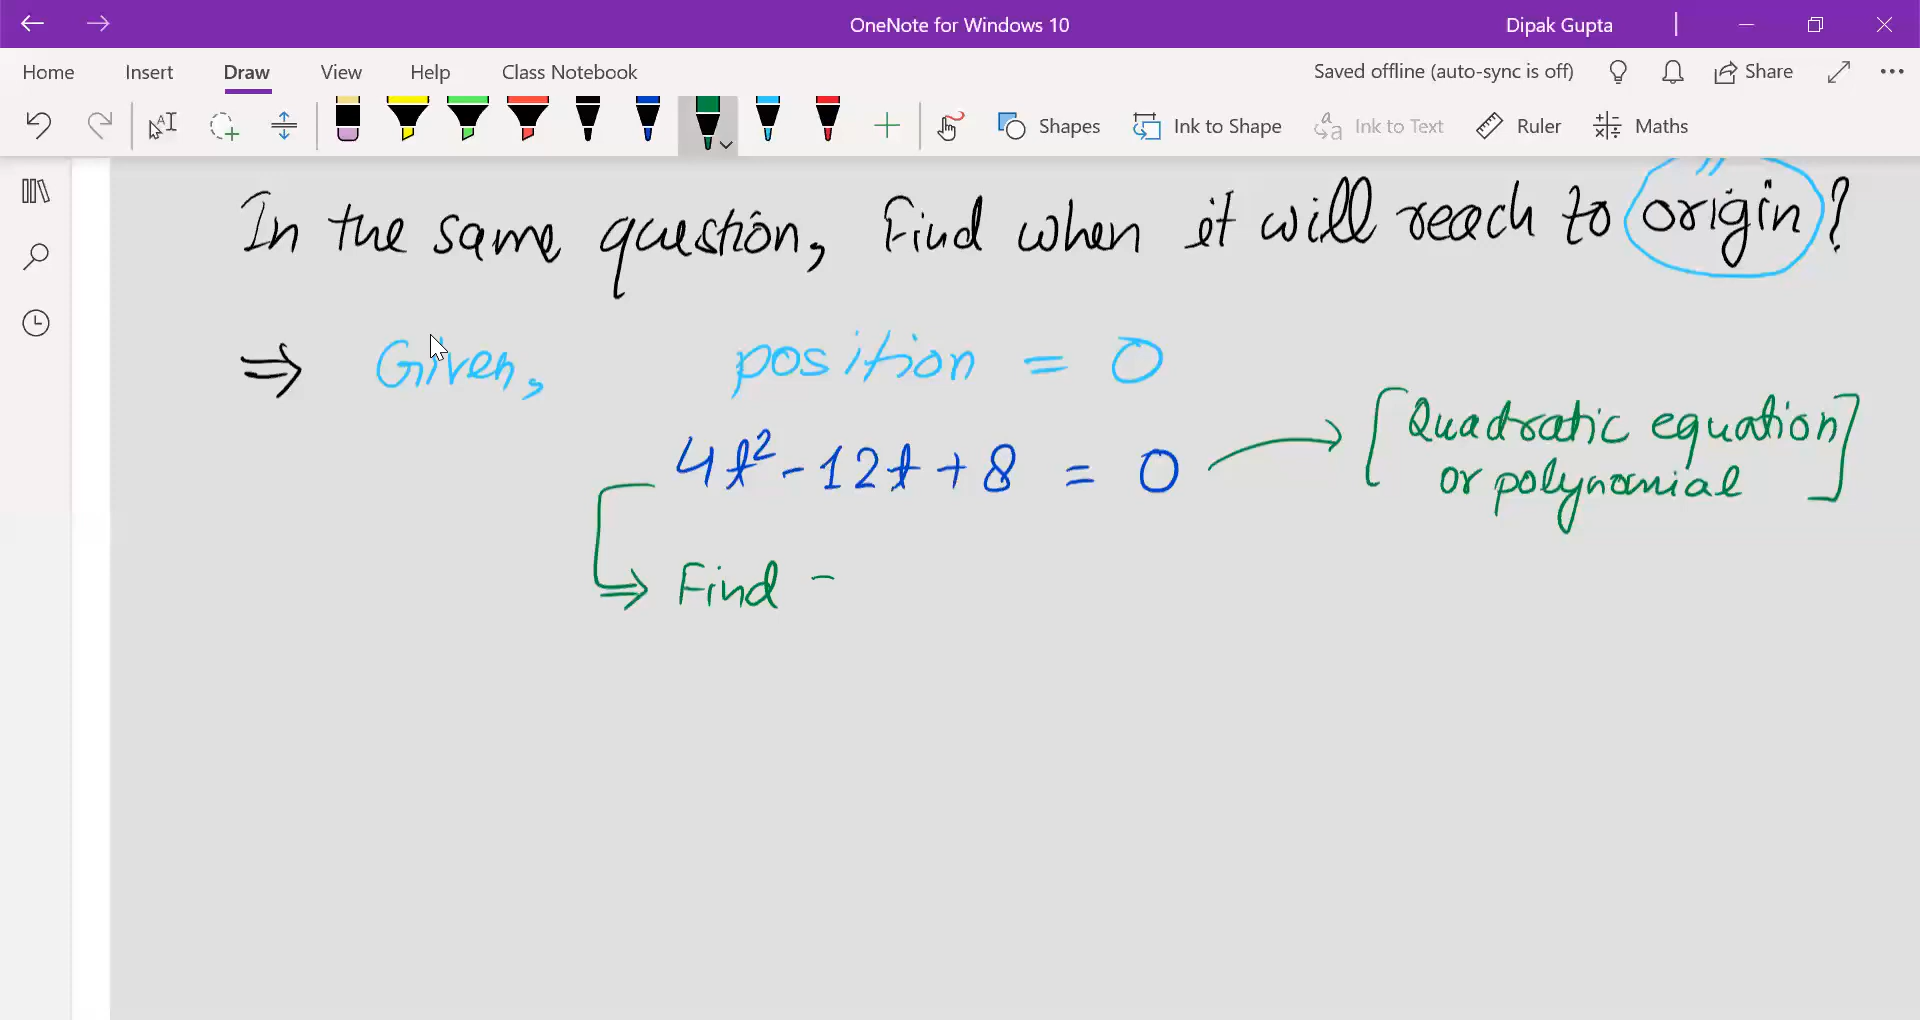 OneNote for Windows 10
Dipak Gupta
Home Insert Draw View Help Class Notebook
Saved offline (auto-sync is off) Share
Shapes Ink to Shape Ink to Text Ruler Maths
In the same question, Find when it will reach to origin?
⇒ Given, position = 0
4t² - 12t + 8 = 0 → [Quadratic equation
or polynomial]
⇒ Find -